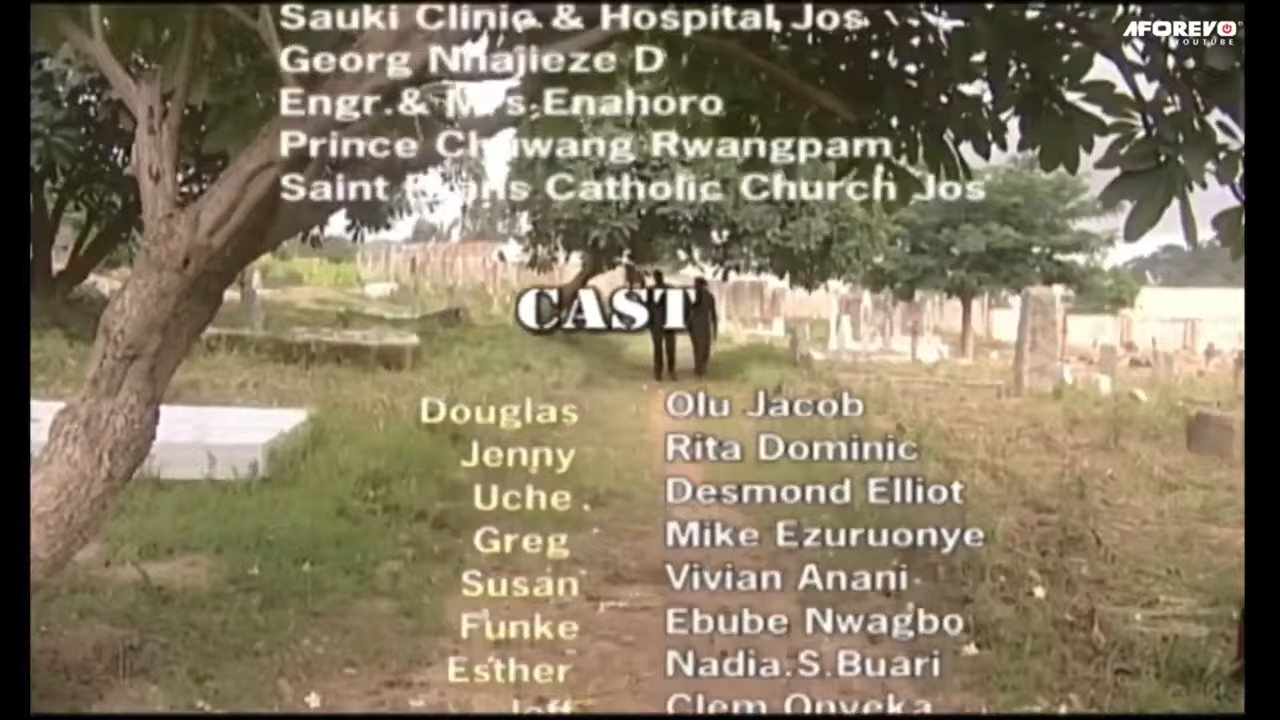 AFOREVO
YOUTUBE
Sauki Clinic & Hospital, Jos
Georg Nnajieze D
Engr.& Mrs Enahoro
Prince Rwangpam
Saint Catholic Church Jos
CAST
Douglas Olu Jacob
Jenny Rita Dominic
Uche Desmond Elliot
Greg Mike Ezuruonye
Susan Vivian Anani
Funke Ebube Nwagbo
Esther Nadia.S.Buari
Jeff Clem Onyeka